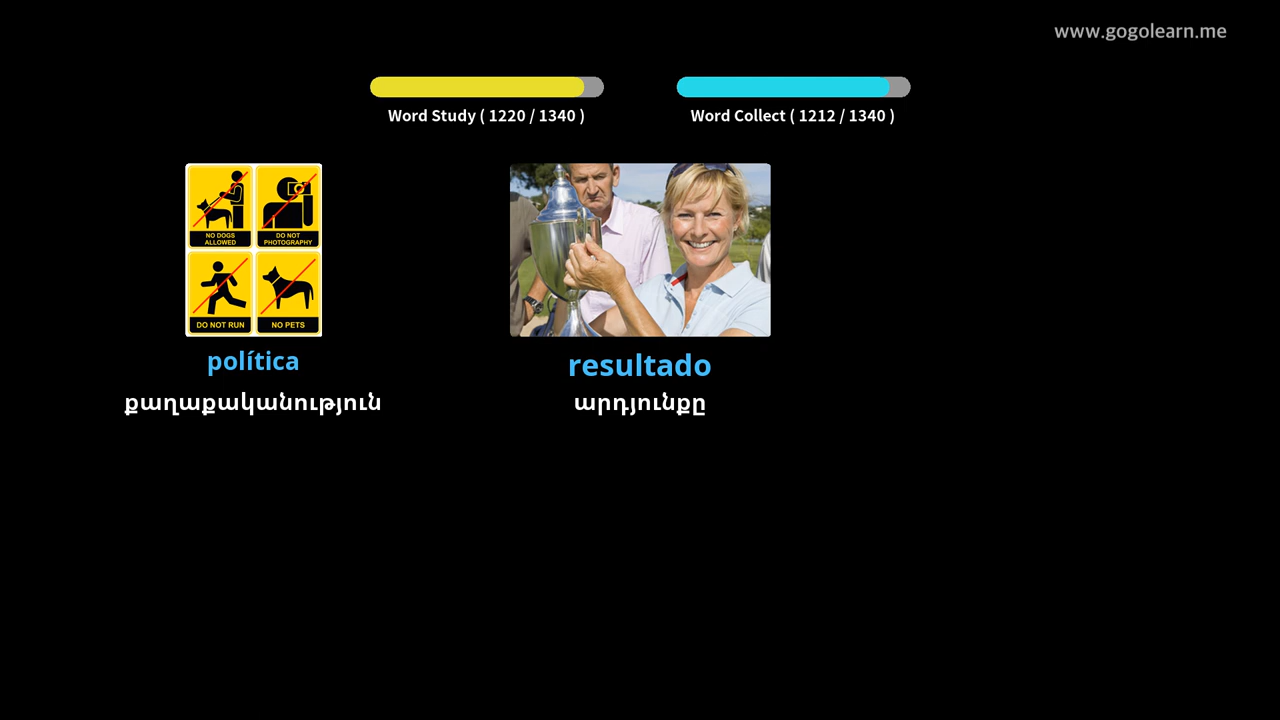 www.gogolearn.me
Word Study ( 1220 / 1340 )
Word Collect ( 1212 / 1340 )
NO DOGS
ALLOWED
DO NOT
PHOTOGRAPHY
DO NOT RUN
NO PETS
política
քաղաքականություն
resultado
արդյունքը